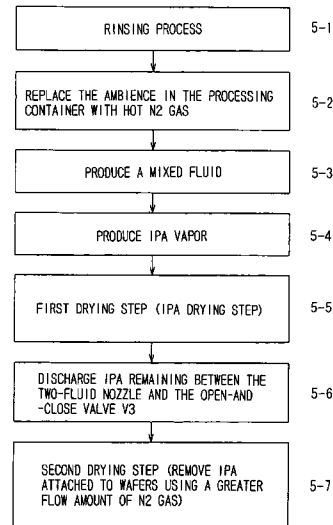 RINSING PROCESS
5-1
REPLACE THE AMBIENCE IN THE PROCESSING
CONTAINER WITH HOT N2 GAS
5-2
PRODUCE A MIXED FLUID
5-3
PRODUCE IPA VAPOR
5-4
FIRST DRYING STEP (IPA DRYING STEP)
5-5
DISCHARGE IPA REMAINING BETWEEN THE
TWO-FLUID NOZZLE AND THE OPEN-AND
-CLOSE VALVE V3
5-6
SECOND DRYING STEP (REMOVE IPA
ATTACHED TO WAFERS USING A GREATER
FLOW AMOUNT OF N2 GAS)
5-7